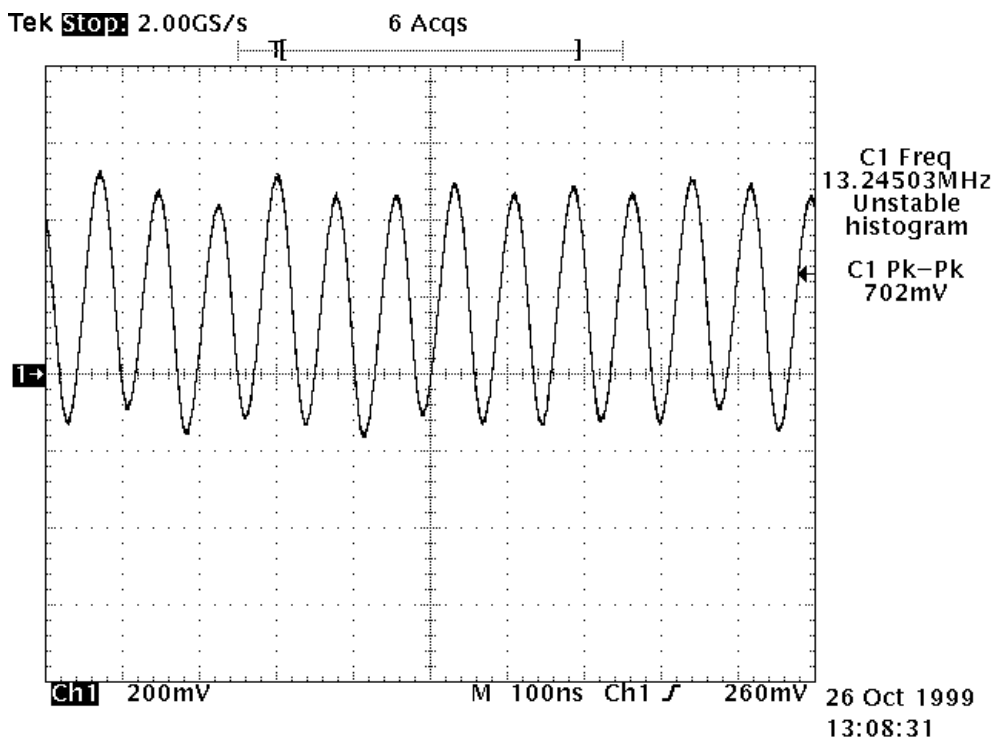 Tek Stop: 2.00GS/s 6 Acqs
T
C1 Freq
13.24503MHz
Unstable
histogram
C1 Pk-Pk
702mV
1→
Ch1 200mV M 100ns Ch1 260mV
26 Oct 1999
13:08:31